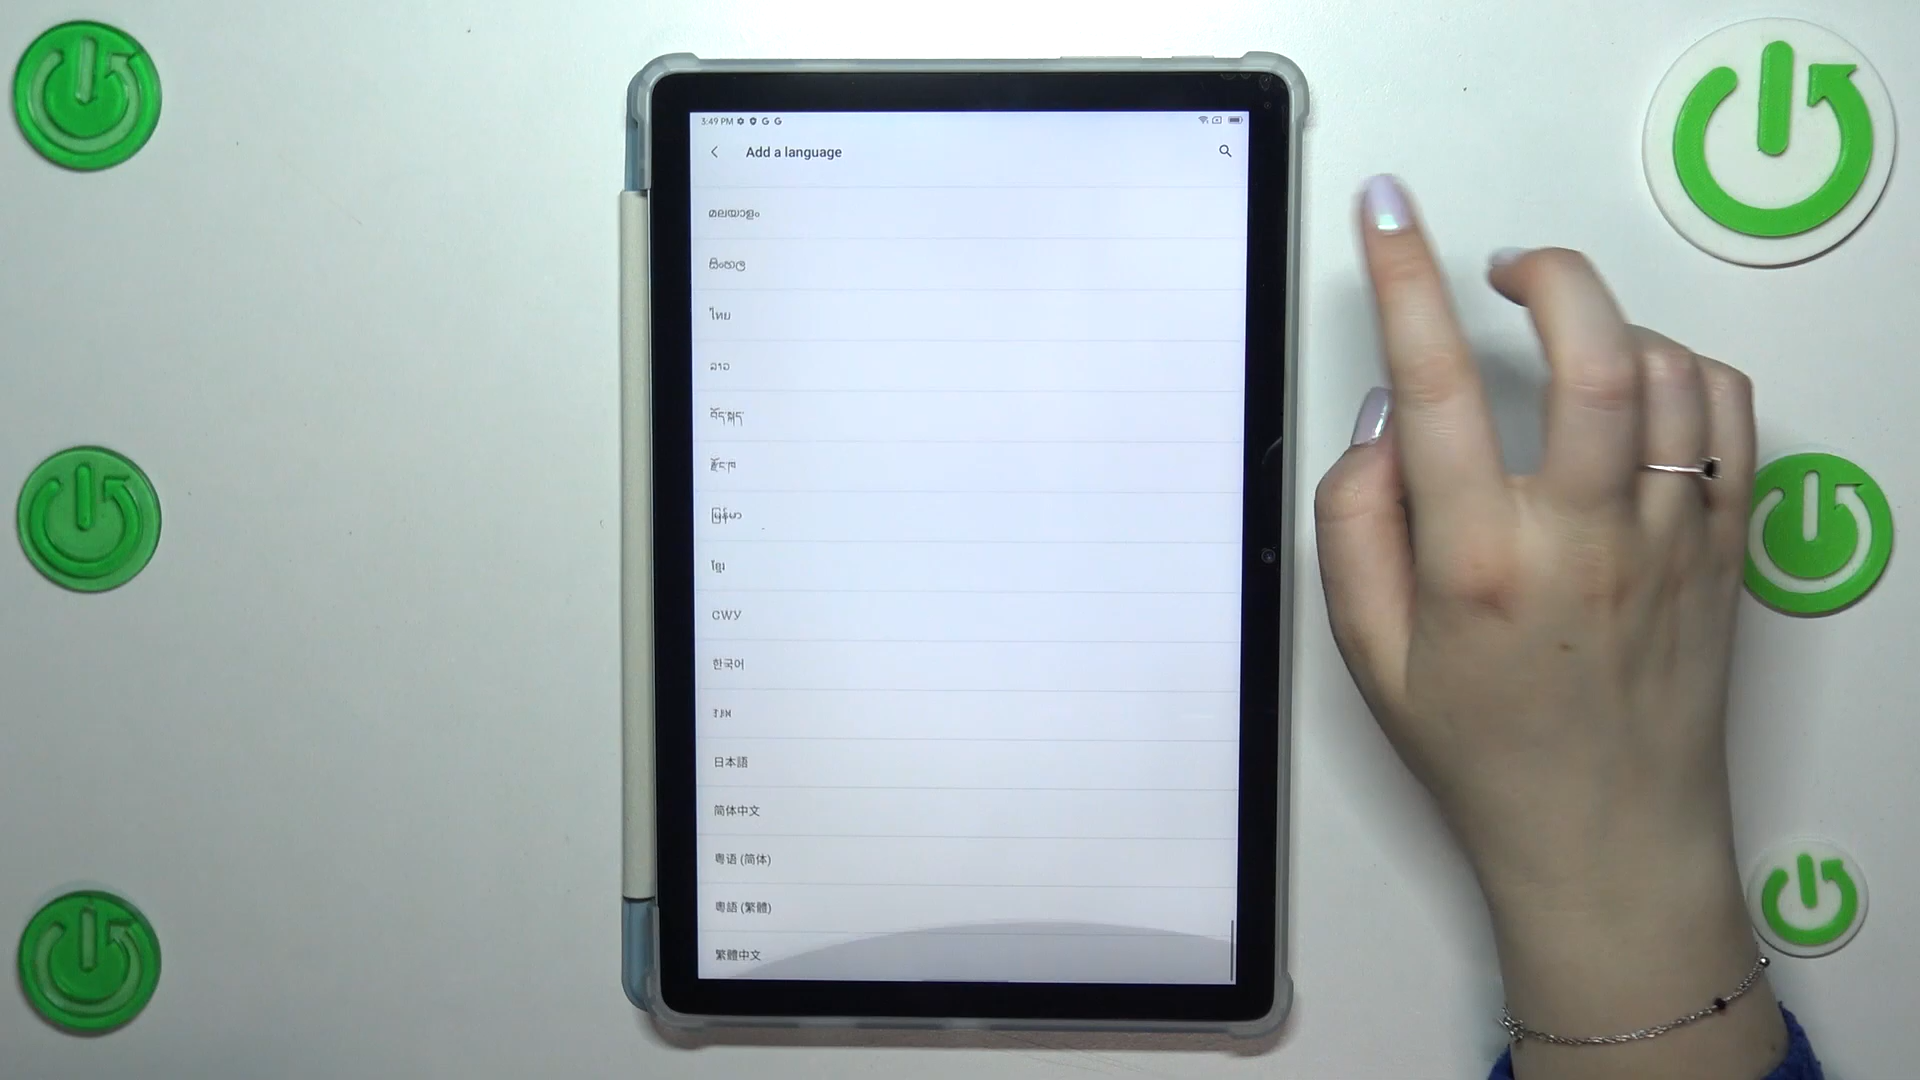 3:49 PM
Add a language
മലയാളം
සිංහල
ไทย
ລາວ
བོད་སྐད་
རྫོང་ཁ
မြန်မာ
ខ្មែរ
ᏣᎳᎩ
한국어
日本語
简体中文
粤语 (简体)
粵語 (繁體)
繁體中文